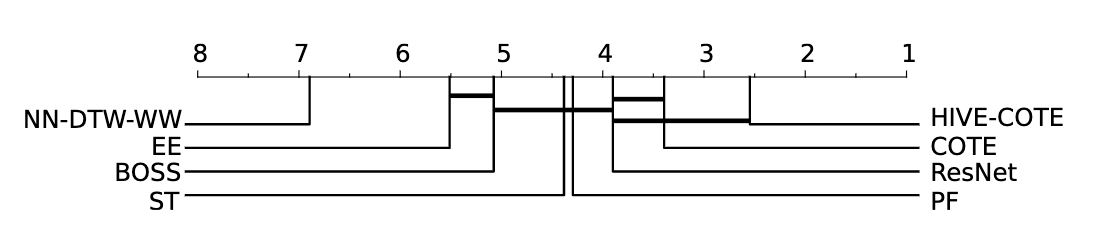 8 7 6 5 4 3 2 1
NN-DTW-WW HIVE-COTE
EE COTE
BOSS ResNet
ST PF